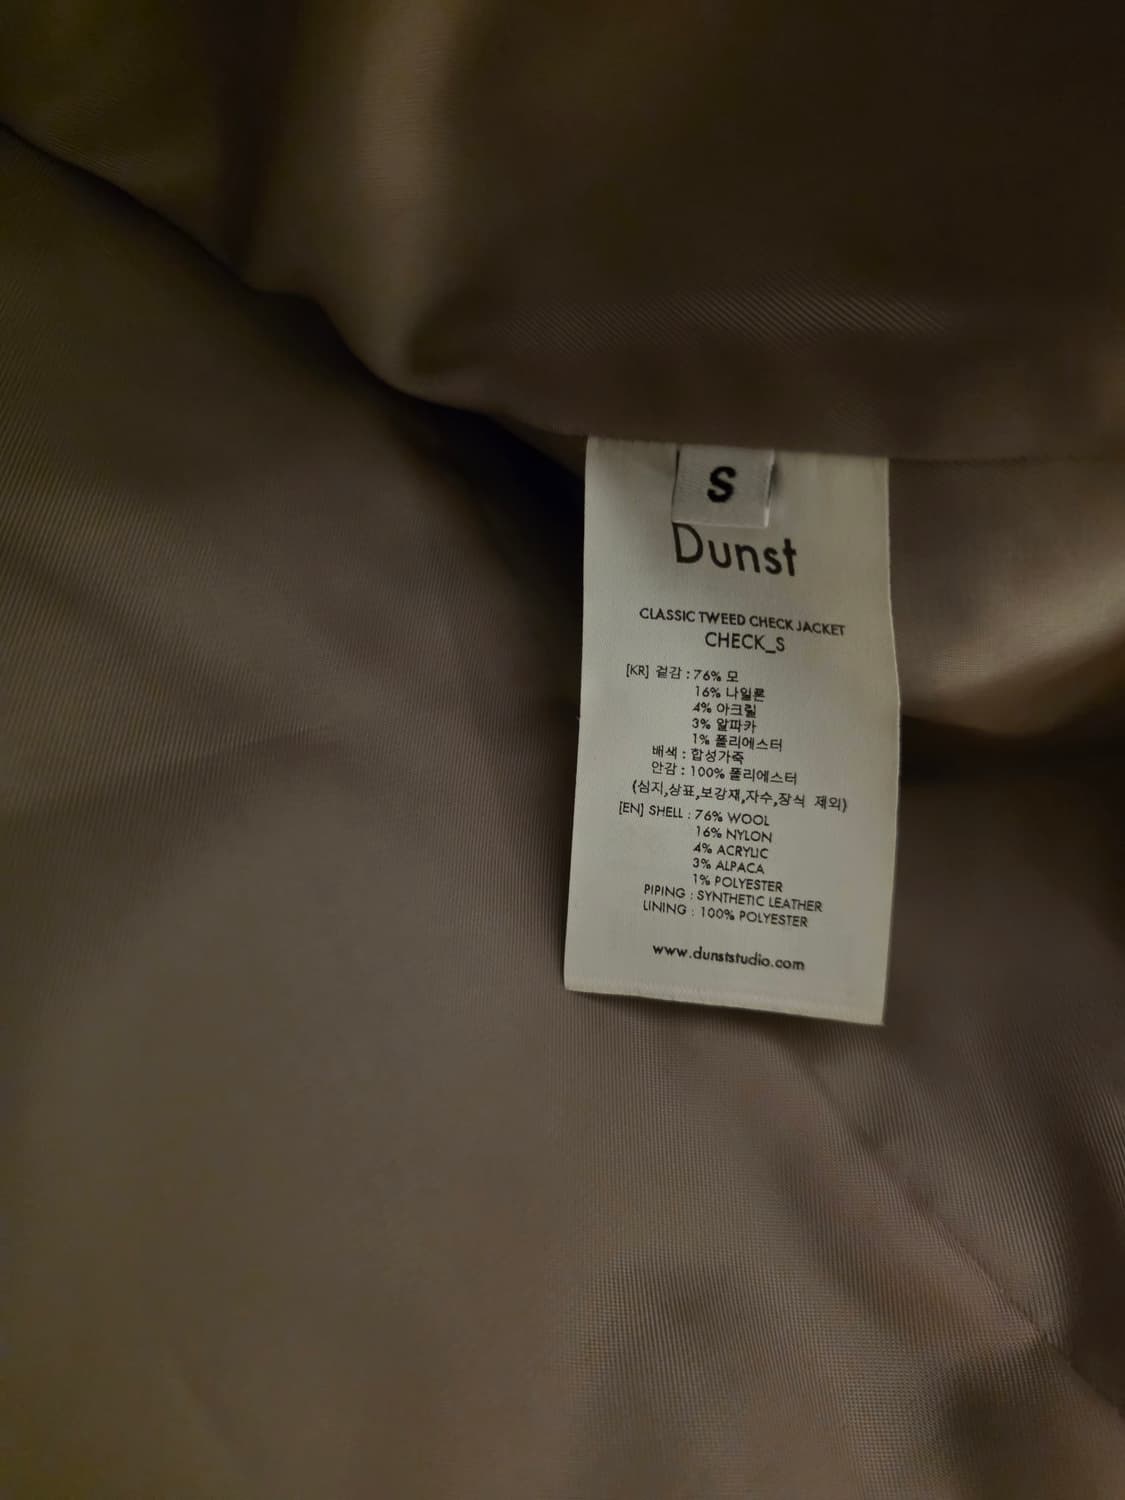 S
Dunst
CLASSIC TWEED CHECK JACKET
CHECK_S
[KR] 겉감 : 76% 모
16% 나일론
4% 아크릴
3% 알파카
1% 폴리에스터
배색 : 합성가죽
안감 : 100% 폴리에스터
(심지,상표,보강재,자수,장식 제외)
[EN] SHELL : 76% WOOL
16% NYLON
4% ACRYLIC
3% ALPACA
1% POLYESTER
PIPING : SYNTHETIC LEATHER
LINING : 100% POLYESTER
www.dunststudio.com